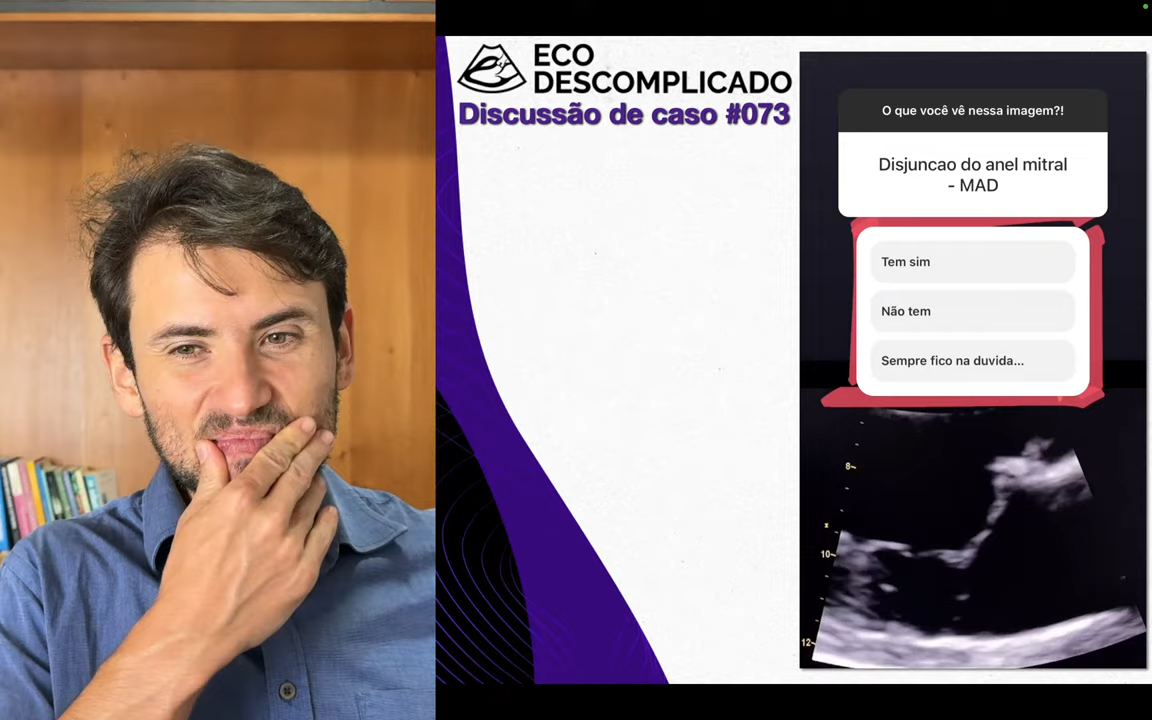 ECO
DESCOMPLICADO
Discussão de caso #073
O que você vê nessa imagem?!
Disjuncao do anel mitral
- MAD
Tem sim
Não tem
Sempre fico na duvida...
8
10
12